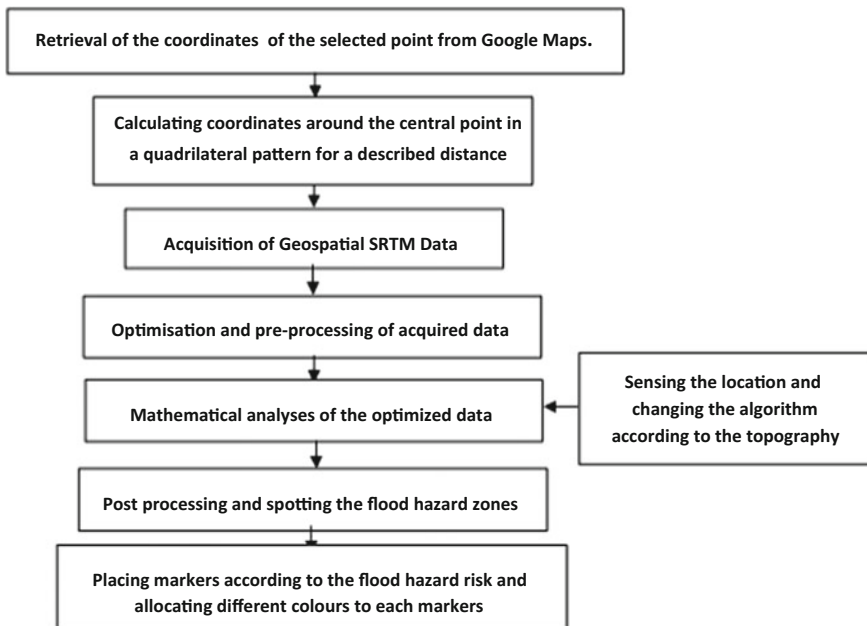 Retrieval of the coordinates of the selected point from Google Maps.
Calculating coordinates around the central point in
a quadrilateral pattern for a described distance
Acquisition of Geospatial SRTM Data
Optimisation and pre-processing of acquired data
Mathematical analyses of the optimized data
Sensing the location and
changing the algorithm
according to the topography
Post processing and spotting the flood hazard zones
Placing markers according to the flood hazard risk and
allocating different colours to each markers